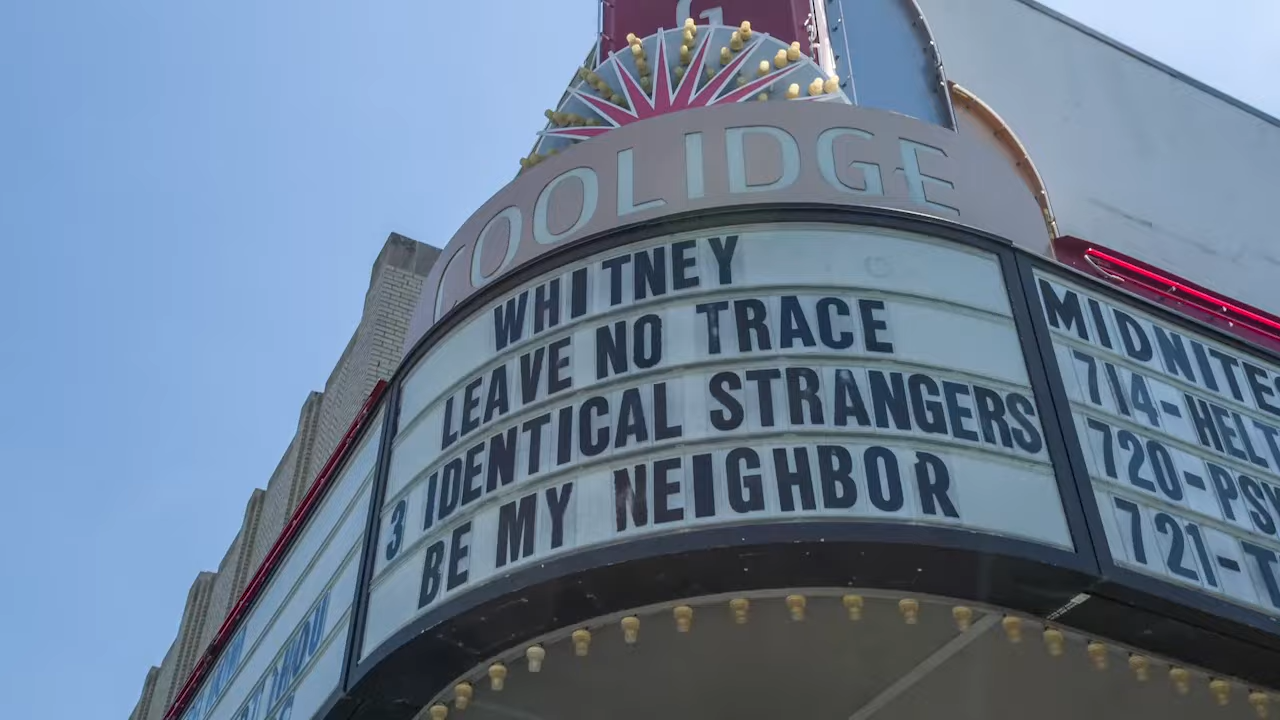 G
COOLIDGE
WHITNEY
LEAVE NO TRACE
3 IDENTICAL STRANGERS
BE MY NEIGHBOR
MIDNITE
714-HELT
720-PSY
721-T